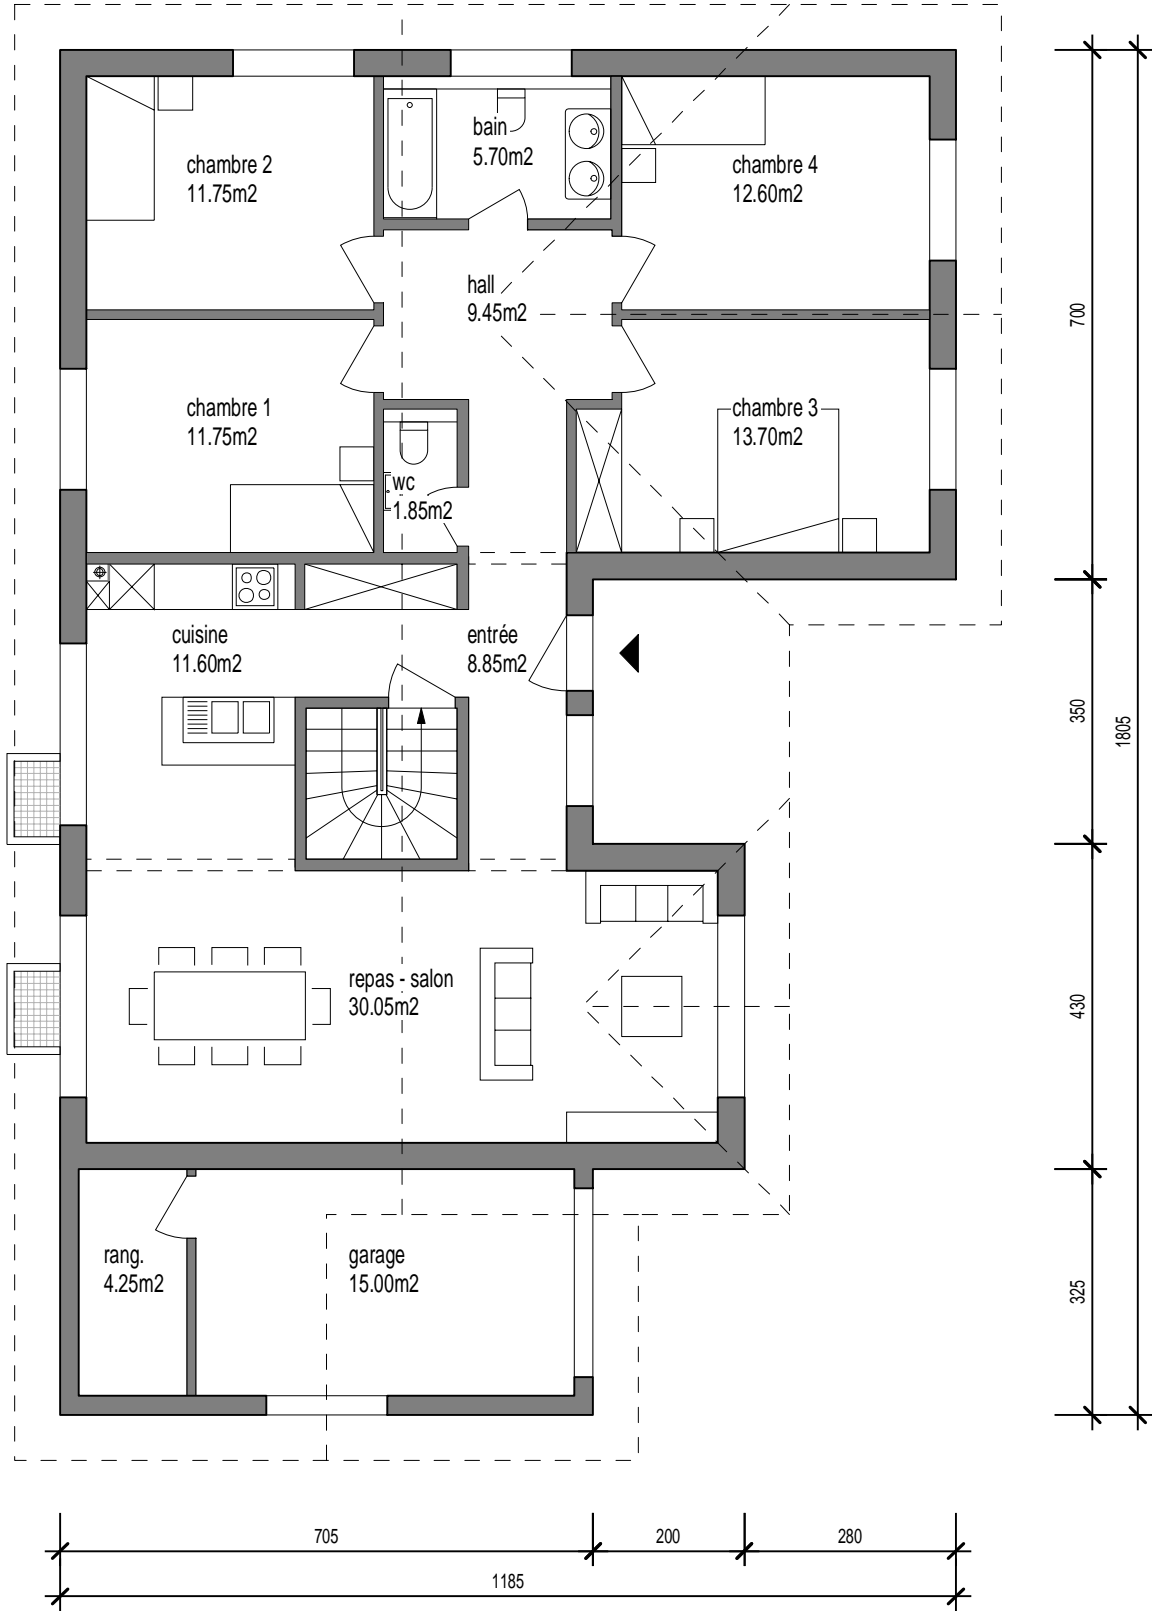 chambre 2
11.75m2
bain
5.70m2
chambre 4
12.60m2
hall
9.45m2
chambre 1
11.75m2
wc
1.85m2
chambre 3
13.70m2
cuisine
11.60m2
entrée
8.85m2
repas - salon
30.05m2
rang.
4.25m2
garage
15.00m2
700
350
430
325
1805
705
200
280
1185